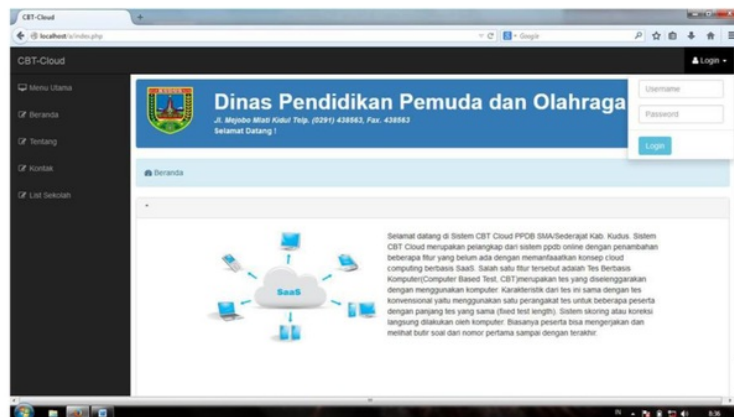 CBT-Cloud
localhost/a/index.php
Google
CBT-Cloud
Login
Menu Utama
Beranda
Tentang
Kontak
List Sekolah
Dinas Pendidikan Pemuda dan Olahraga
Jl. Mejobo Mlati Kidul Telp. (0291) 438563, Fax. 438563
Selamat Datang !
Username
Password
Login
Beranda
SaaS
Selamat datang di Sistem CBT Cloud PPDB SMA/Sederajat Kab. Kudus. Sistem
CBT Cloud merupakan pelangkap dari sistem ppdb online dengan penambahan
beberapa fitur yang belum ada dengan memanfaaatkan konsep cloud
computing berbasis SaaS. Salah satu fitur tersebut adalah Tes Berbasis
Komputer(Computer Based Test, CBT)merupakan tes yang diselenggarakan
dengan menggunakan komputer. Karakteristik dari tes ini sama dengan tes
konvensional yaitu menggunakan satu perangakat tes untuk beberapa peserta
dengan panjang tes yang sama (fixed test length). Sistem skoring atau koreksi
langsung dilakukan oleh komputer. Biasanya peserta bisa mengerjakan dan
melihat butir soal dari nomor pertama sampai dengan terakhir.
IN
8:36